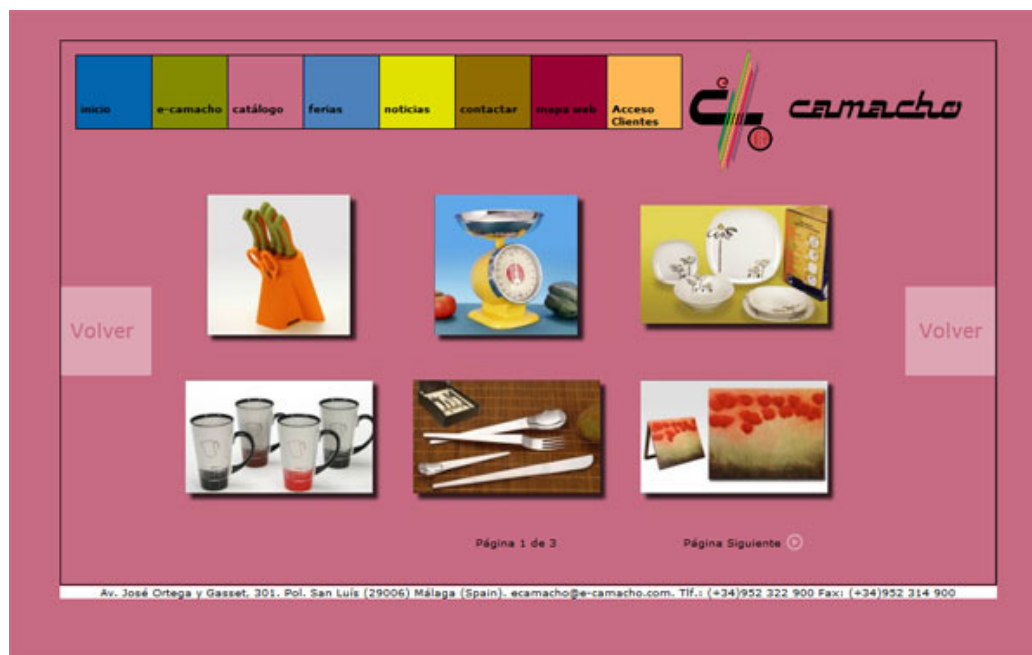 inicio
e-camacho
catálogo
ferias
noticias
contactar
mapa web
Acceso
Clientes
camacho
Volver
Volver
Página 1 de 3
Página Siguiente
Av. José Ortega y Gasset, 301. Pol. San Luís (29006) Málaga (Spain). ecamacho@e-camacho.com. Tlf.: (+34)952 322 900 Fax: (+34)952 314 900